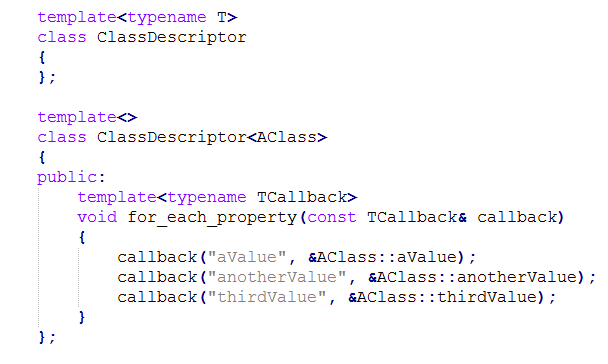 template<typename T>
class ClassDescriptor
{
};

template<>
class ClassDescriptor<AClass>
{
public:
    template<typename TCallback>
    void for_each_property(const TCallback& callback)
    {
        callback("aValue", &AClass::aValue);
        callback("anotherValue", &AClass::anotherValue);
        callback("thirdValue", &AClass::thirdValue);
    }
};